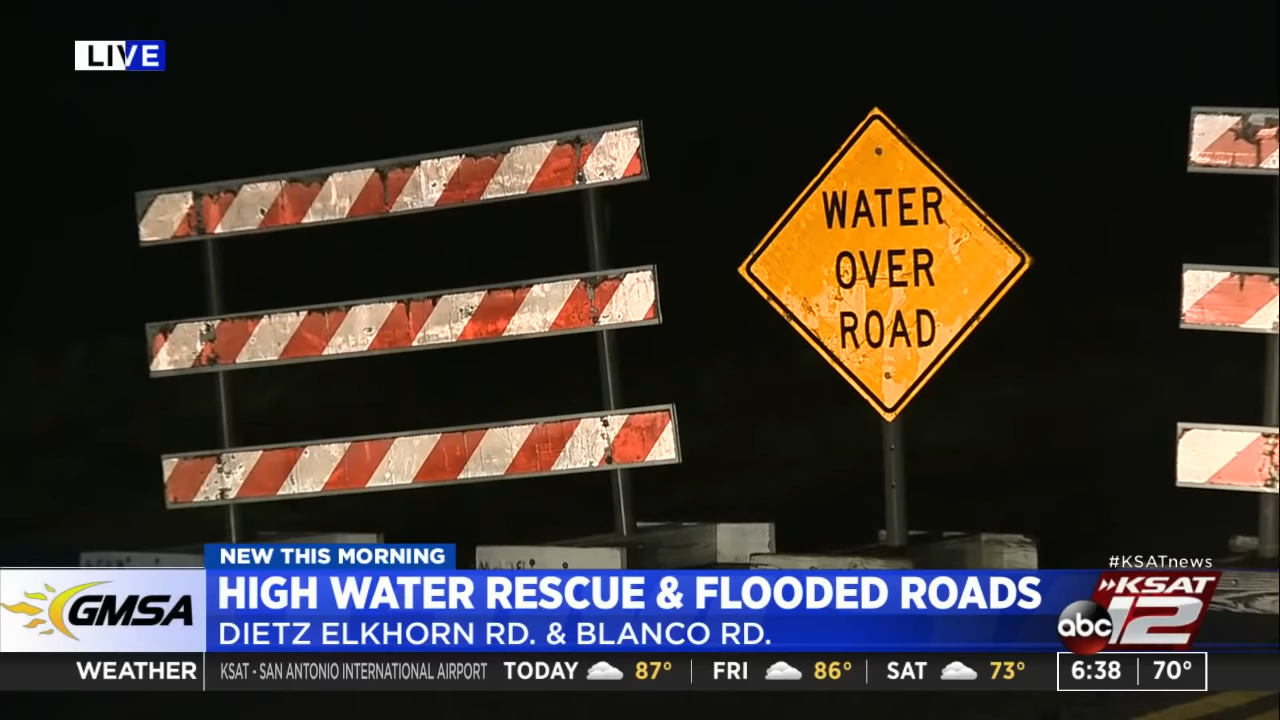 LIVE
WATER
OVER
ROAD
NEW THIS MORNING
#KSATnews
GMSA
HIGH WATER RESCUE & FLOODED ROADS
DIETZ ELKHORN RD. & BLANCO RD.
KSAT
abc 12
WEATHER KSAT - SAN ANTONIO INTERNATIONAL AIRPORT TODAY 87° FRI 86° SAT 73° 6:38 70°